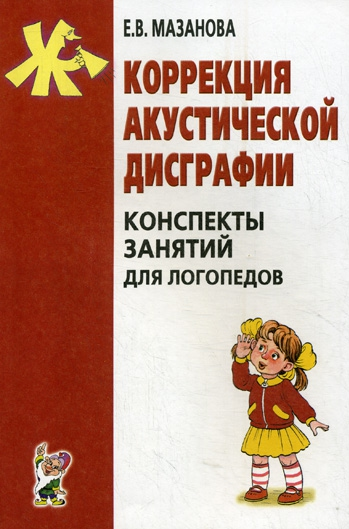 Е.В. МАЗАНОВА
КОРРЕКЦИЯ
АКУСТИЧЕСКОЙ
ДИСГРАФИИ
КОНСПЕКТЫ
ЗАНЯТИЙ
ДЛЯ ЛОГОПЕДОВ